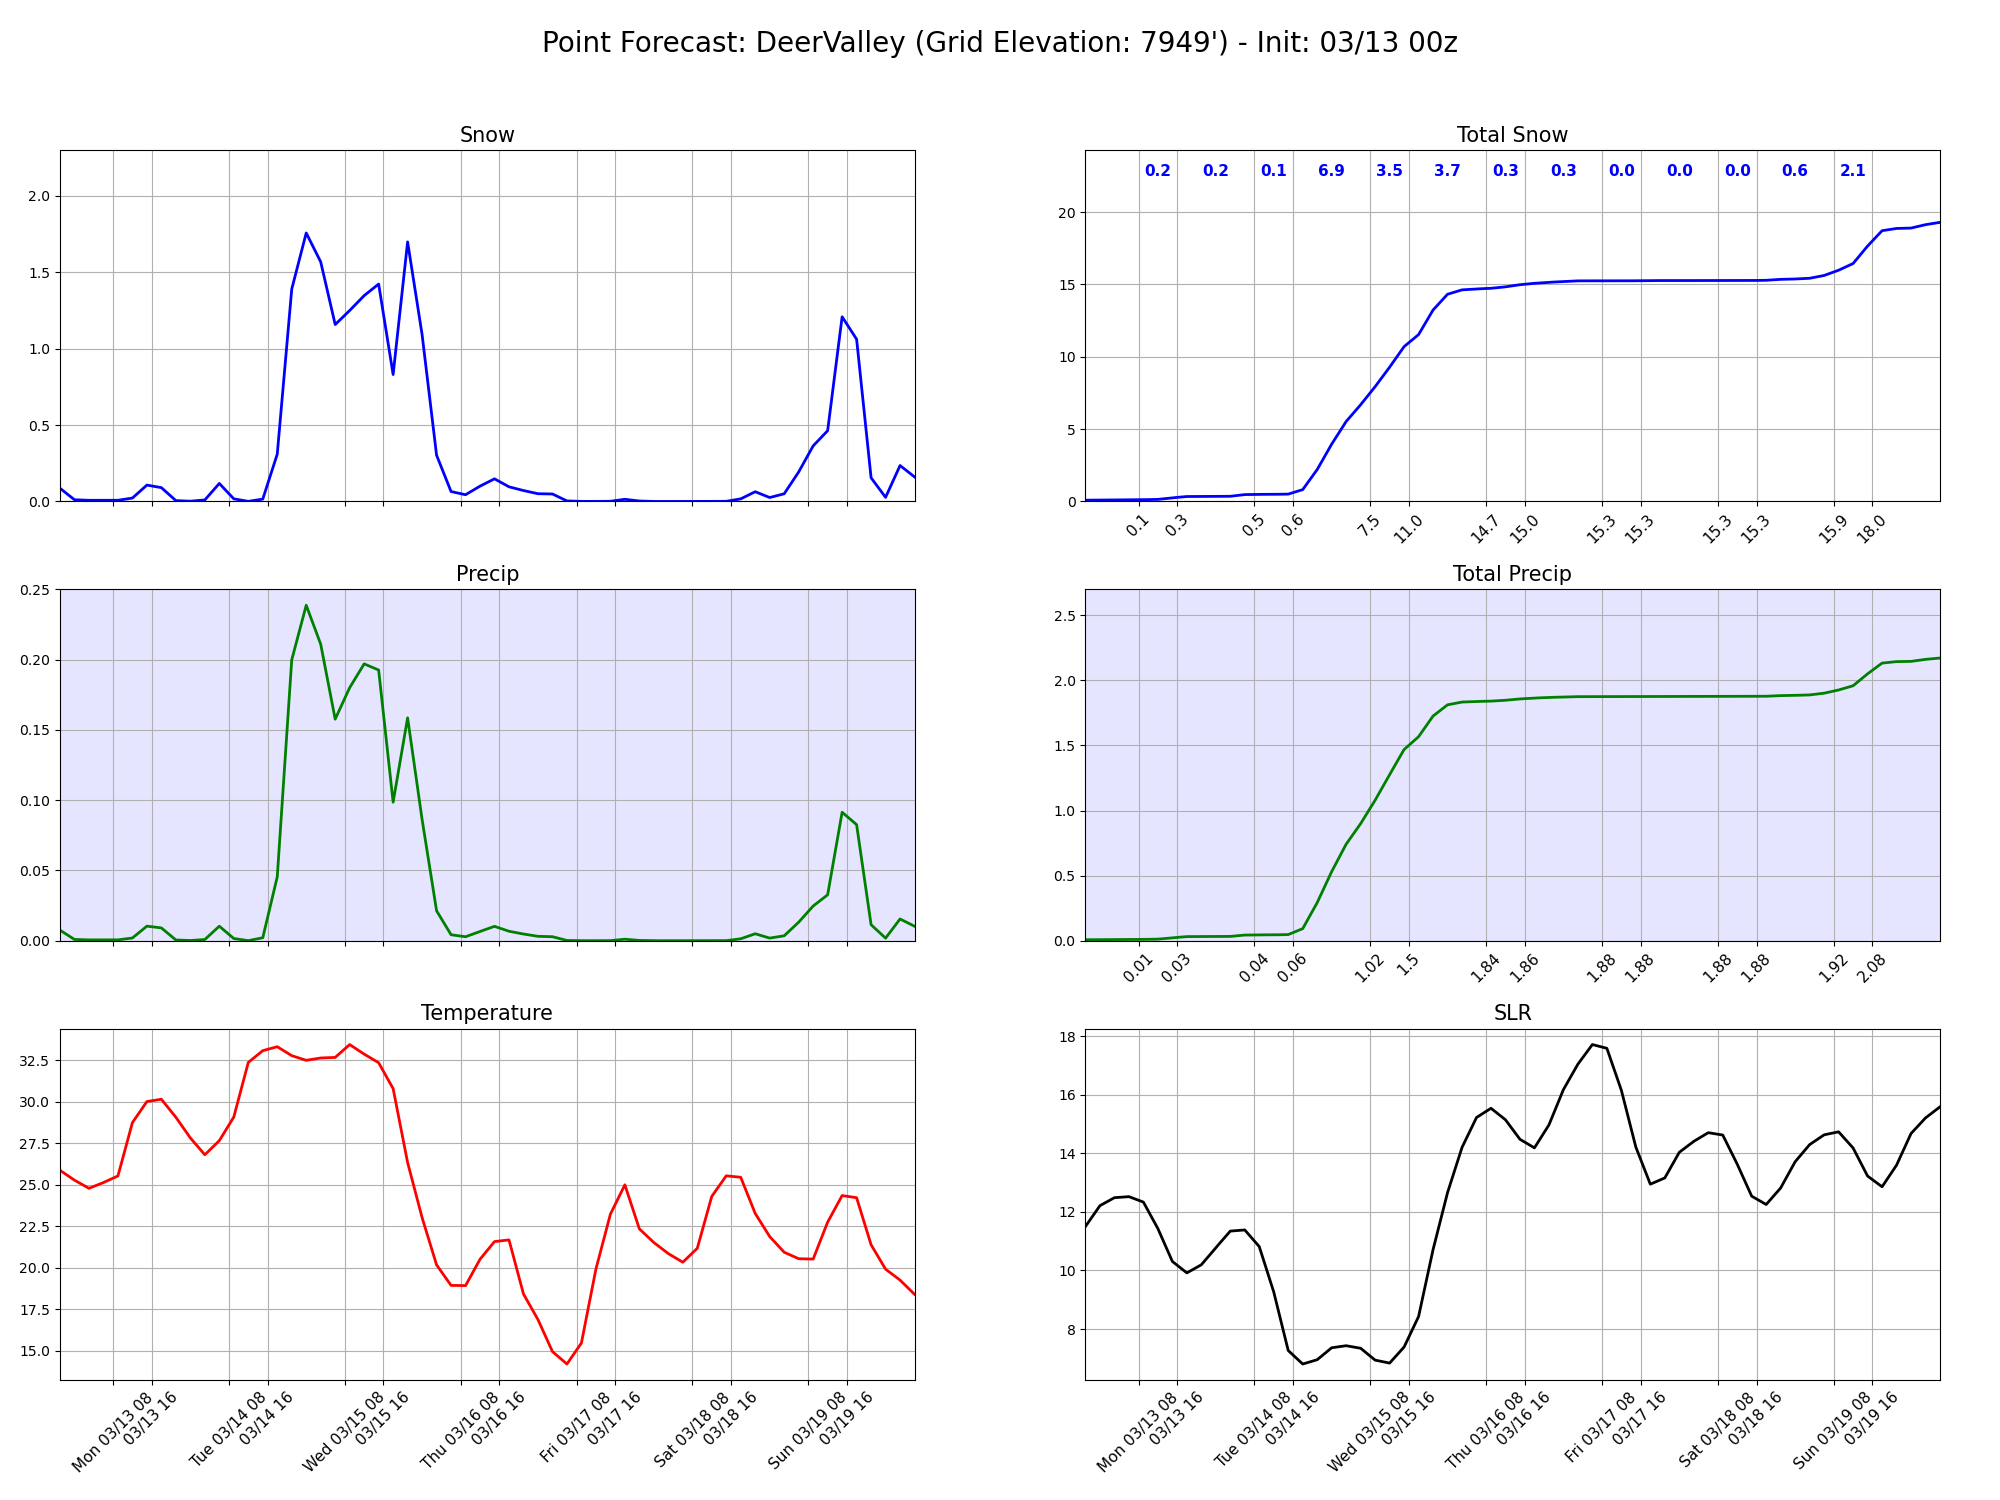 Point Forecast: DeerValley (Grid Elevation: 7949') - Init: 03/13 00z
Snow
2.0
1.5
1.0
0.5
0.0
Total Snow
0.2 0.2 0.1 6.9 3.5 3.7 0.3 0.3 0.0 0.0 0.0 0.6 2.1
20
15
10
5
0
0.1 0.3 0.5 0.6 7.5 11.0 14.7 15.0 15.3 15.3 15.3 15.3 15.9 18.0
Precip
0.25
0.20
0.15
0.10
0.05
0.00
Total Precip
2.5
2.0
1.5
1.0
0.5
0.0
0.01 0.03 0.04 0.06 1.02 1.5 1.84 1.86 1.88 1.88 1.88 1.88 1.92 2.08
Temperature
32.5
30.0
27.5
25.0
22.5
20.0
17.5
15.0
Mon 03/13 08
03/13 16
Tue 03/14 08
03/14 16
Wed 03/15 08
03/15 16
Thu 03/16 08
03/16 16
Fri 03/17 08
03/17 16
Sat 03/18 08
03/18 16
Sun 03/19 08
03/19 16
SLR
18
16
14
12
10
8
Mon 03/13 08
03/13 16
Tue 03/14 08
03/14 16
Wed 03/15 08
03/15 16
Thu 03/16 08
03/16 16
Fri 03/17 08
03/17 16
Sat 03/18 08
03/18 16
Sun 03/19 08
03/19 16